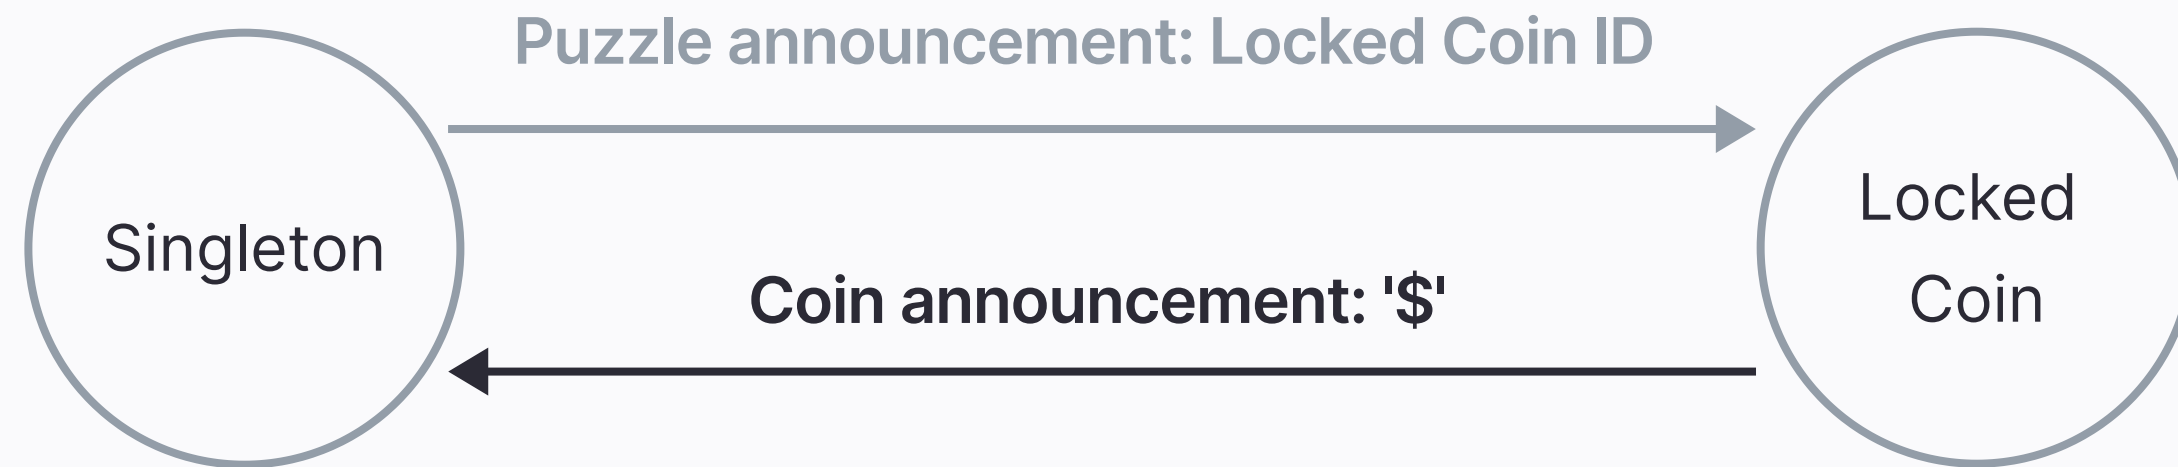 Puzzle announcement: Locked Coin ID
Singleton
Locked
Coin
Coin announcement: '$'